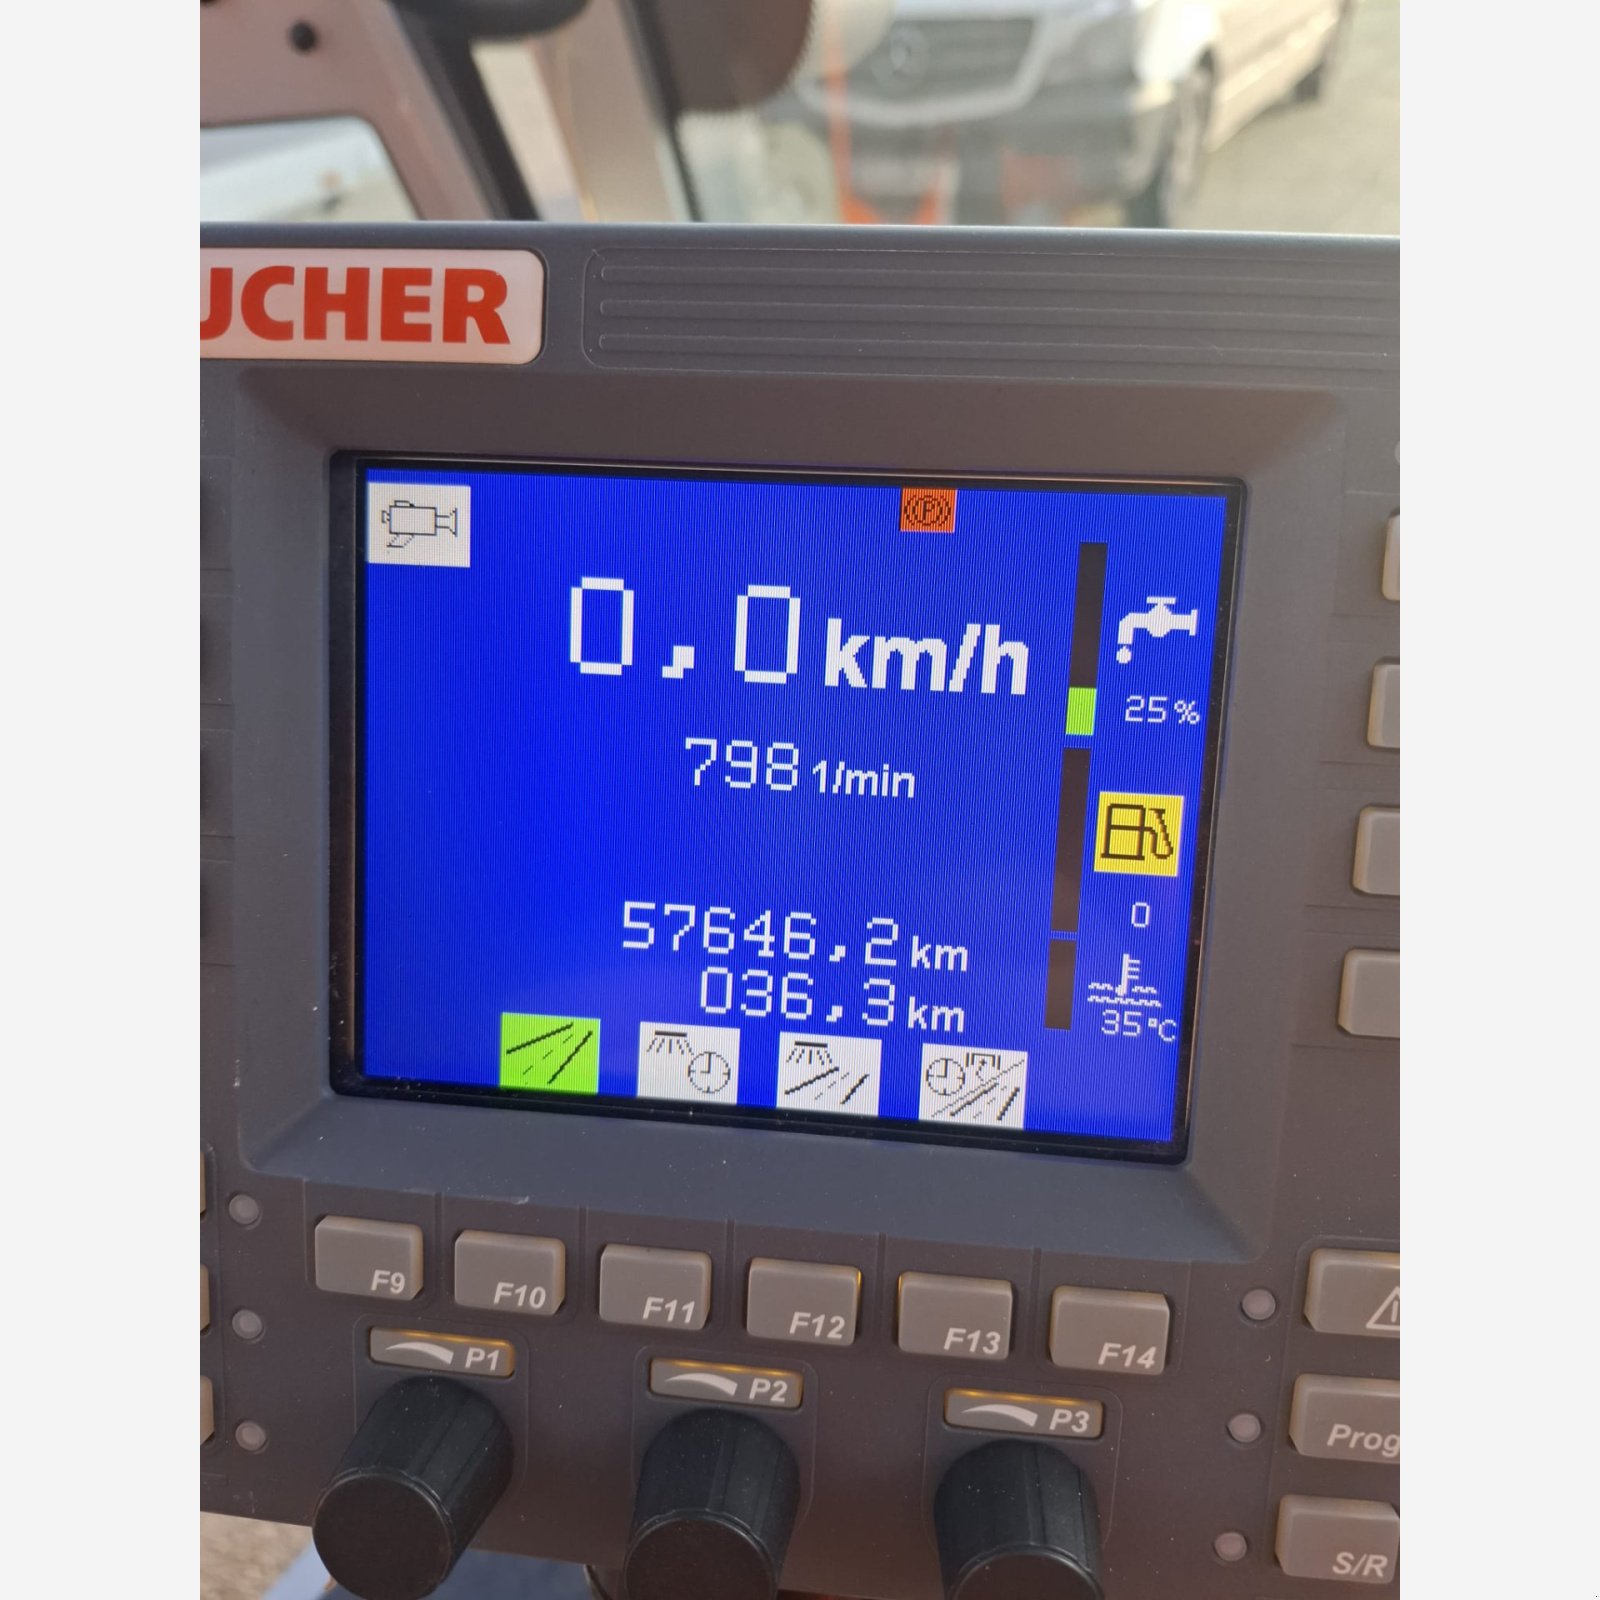 UCHER
P
0,0 km/h
25%
798 1/min
0
57646,2 km
036,3 km
35°C
F9
F10
F11
F12
F13
F14
P1
P2
P3
Prog
S/R